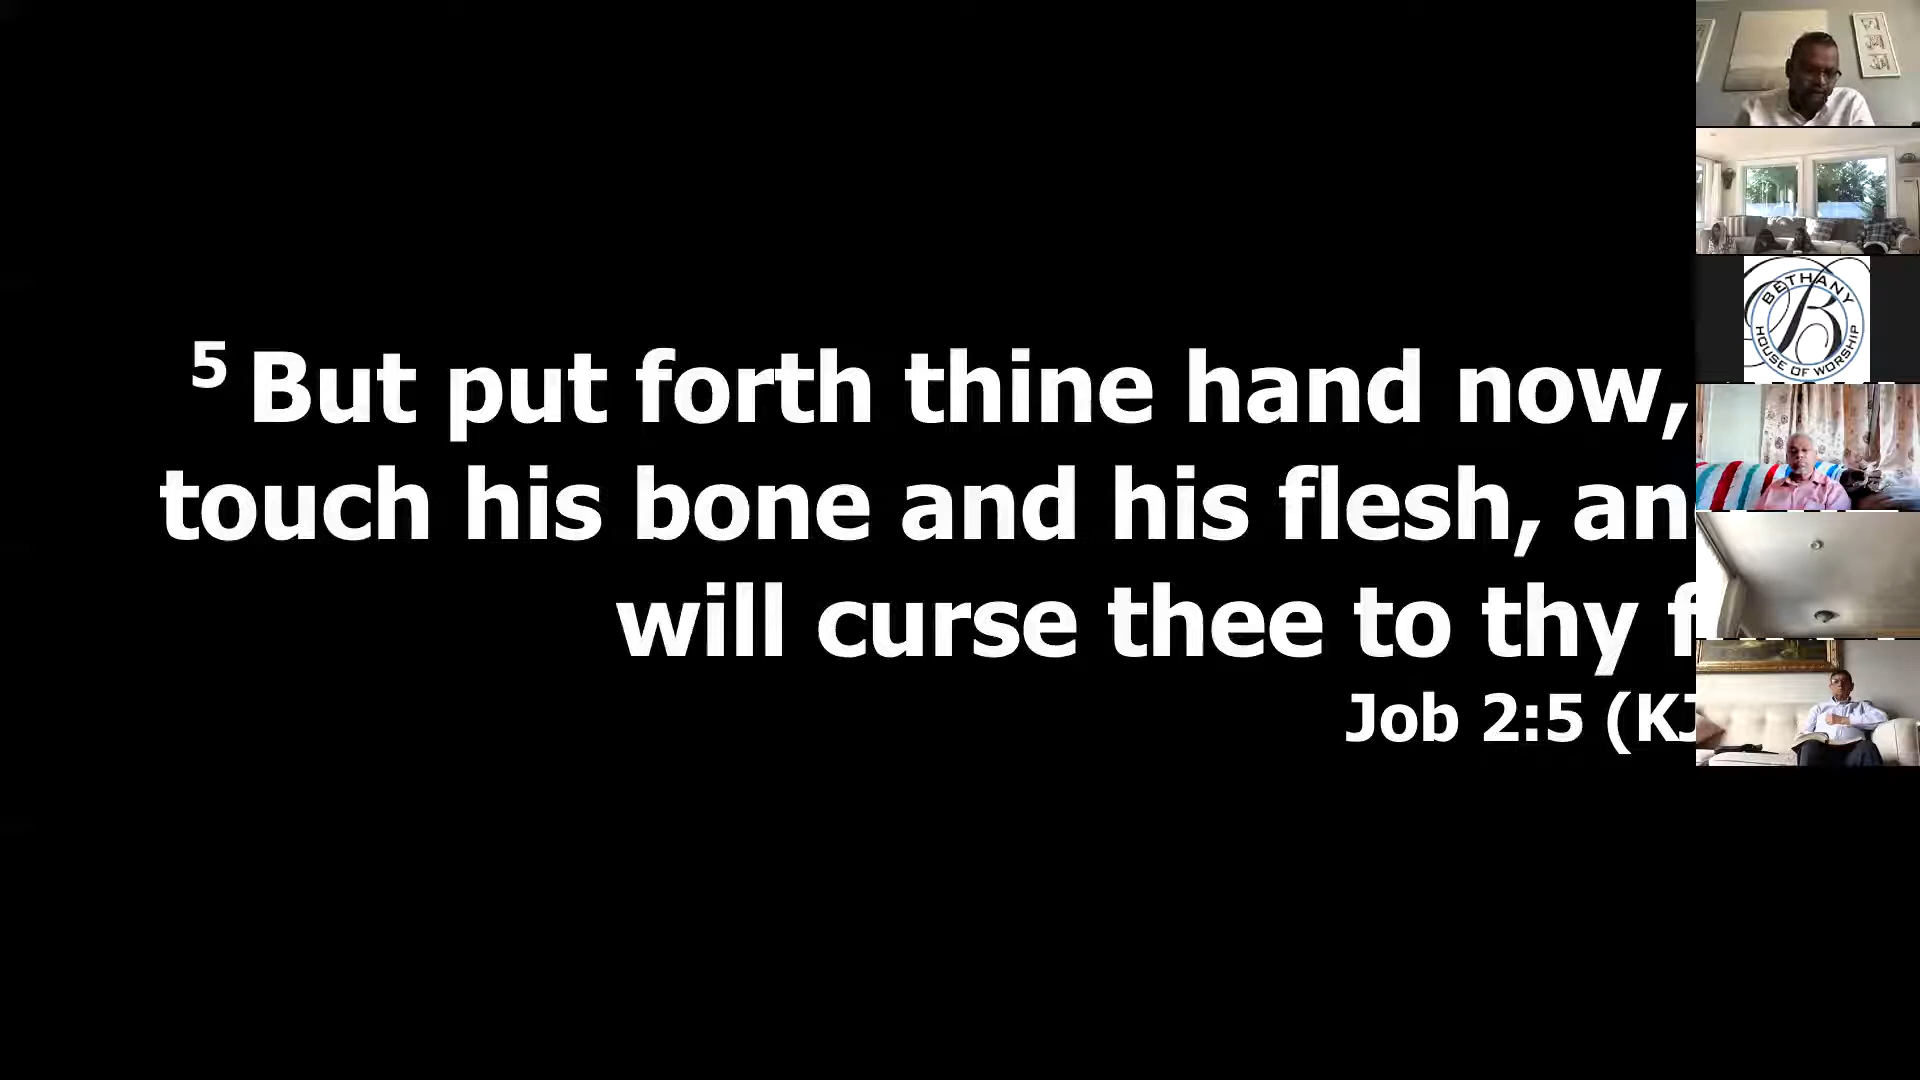 5 But put forth thine hand now,
touch his bone and his flesh,
will curse thee to thy
Job 2:5
BETHANY
B
HOUSE OF WORSHIP